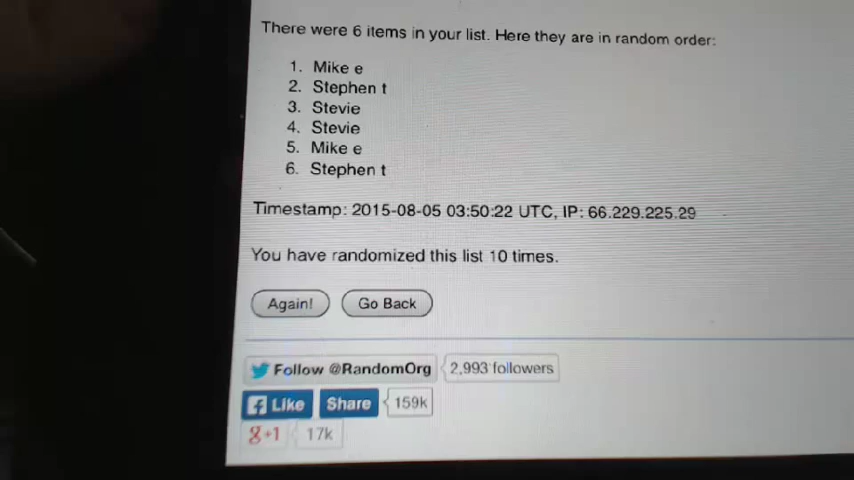 There were 6 items in your list. Here they are in random order:
1. Mike e
2. Stephen t
3. Stevie
4. Stevie
5. Mike e
6. Stephen t
Timestamp: 2015-08-05 03:50:22 UTC, IP: 66.229.225.29
You have randomized this list 10 times.
Again! Go Back
Follow @RandomOrg 2,993 followers
f Like Share 159k
g+1 17k